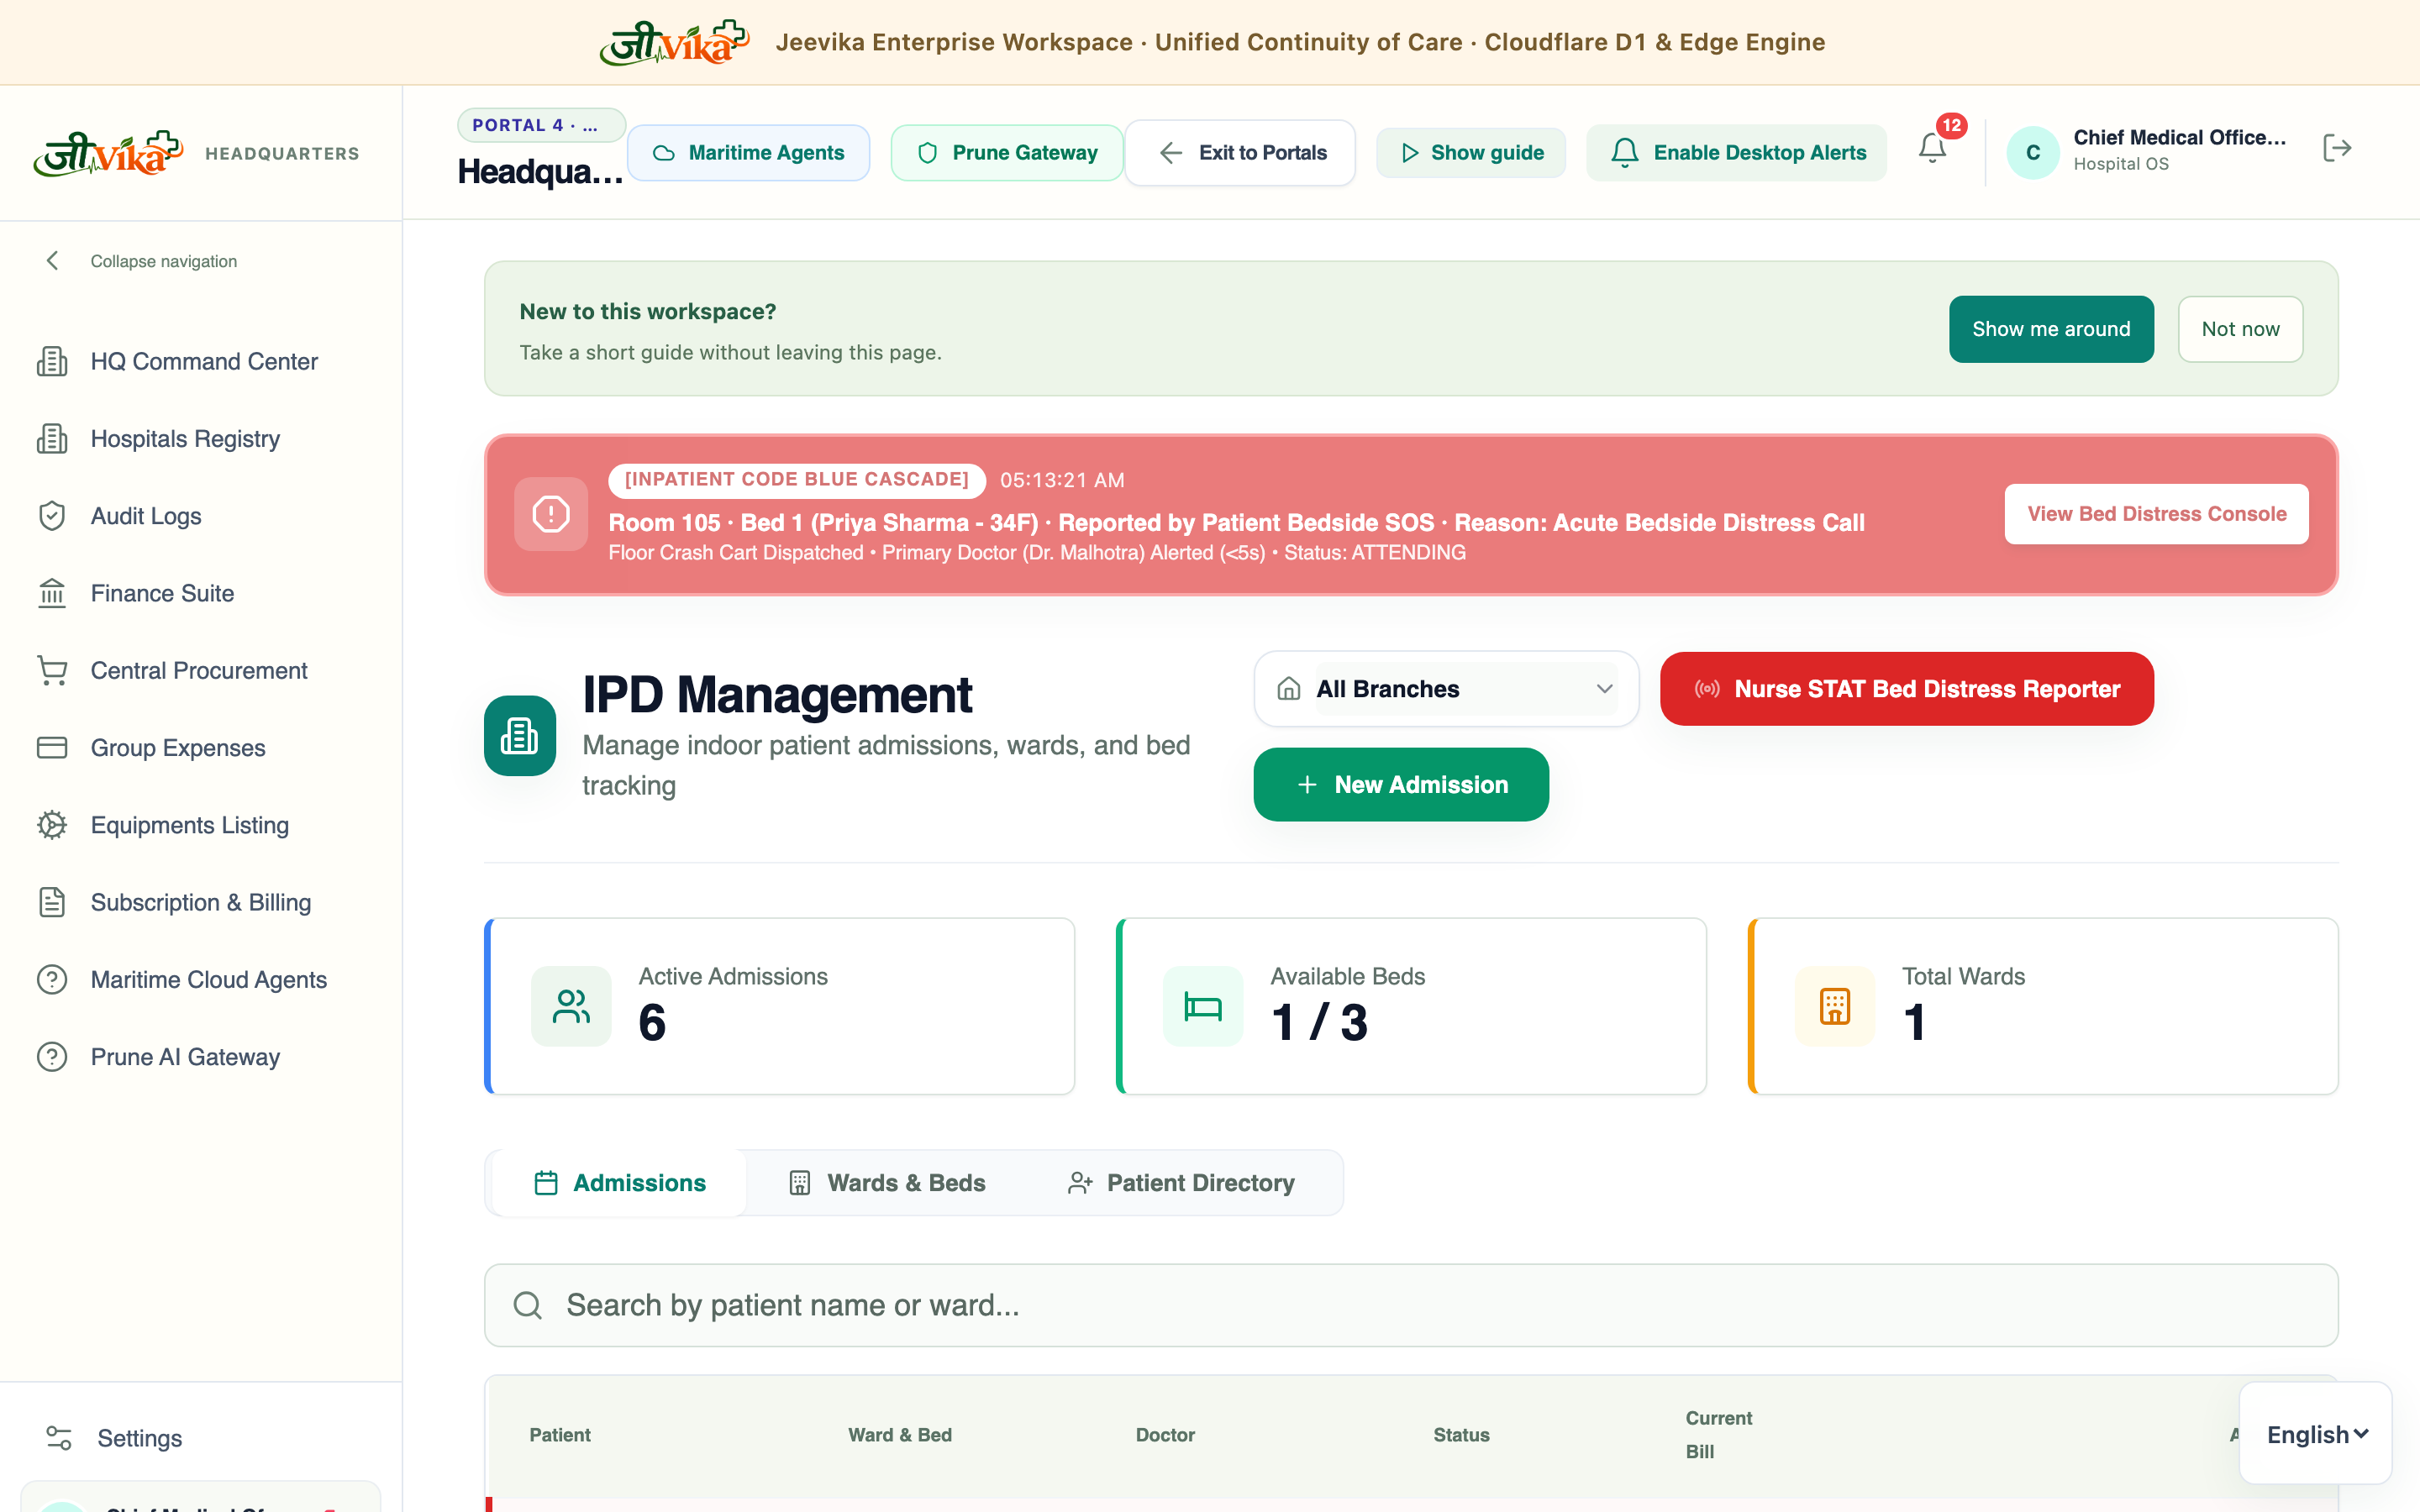 जीvika Jeevika Enterprise Workspace · Unified Continuity of Care · Cloudflare D1 & Edge Engine
जीvika HEADQUARTERS
PORTAL 4 · ...
Headqua...
Maritime Agents
Prune Gateway
Exit to Portals
Show guide
Enable Desktop Alerts
12
C
Chief Medical Office...
Hospital OS
Collapse navigation
HQ Command Center
Hospitals Registry
Audit Logs
Finance Suite
Central Procurement
Group Expenses
Equipments Listing
Subscription & Billing
Maritime Cloud Agents
Prune AI Gateway
Settings
New to this workspace?
Take a short guide without leaving this page.
Show me around
Not now
[INPATIENT CODE BLUE CASCADE] 05:13:21 AM
Room 105 · Bed 1 (Priya Sharma - 34F) · Reported by Patient Bedside SOS · Reason: Acute Bedside Distress Call
Floor Crash Cart Dispatched • Primary Doctor (Dr. Malhotra) Alerted (<5s) • Status: ATTENDING
View Bed Distress Console
IPD Management
Manage indoor patient admissions, wards, and bed
tracking
All Branches
Nurse STAT Bed Distress Reporter
New Admission
Active Admissions
6
Available Beds
1 / 3
Total Wards
1
Admissions
Wards & Beds
Patient Directory
Search by patient name or ward...
Patient
Ward & Bed
Doctor
Status
Current
Bill
English